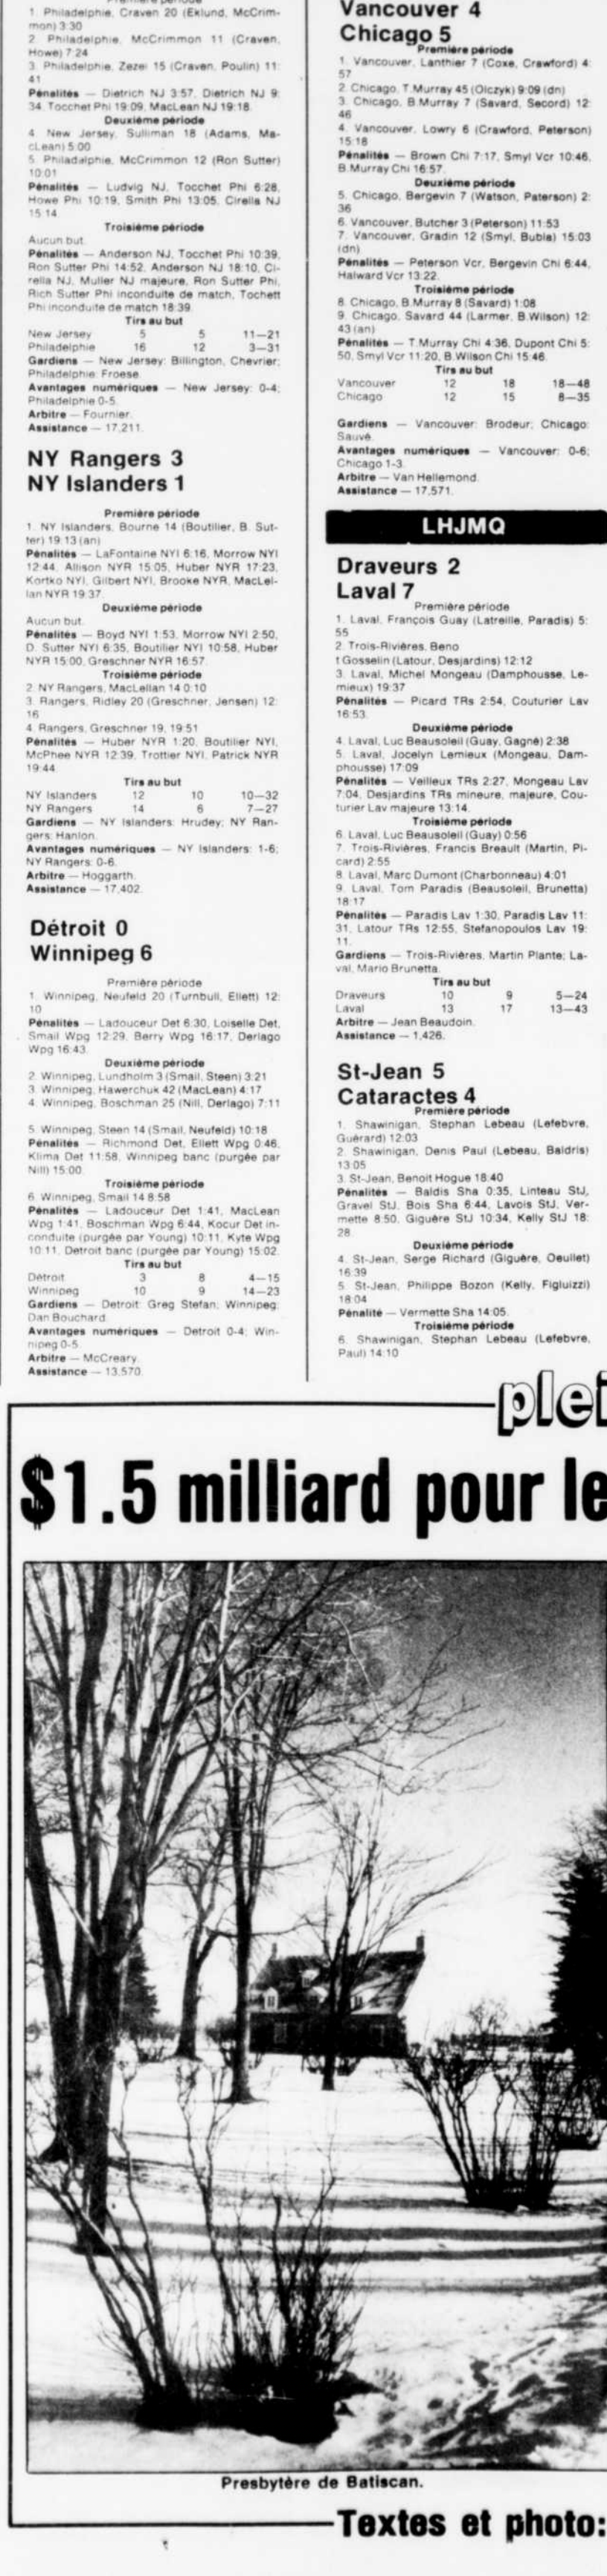 1. Philadelphie, Craven 20 (Eklund, McCrim-
mon) 3:30
2. Philadelphie, McCrimmon 11 (Craven,
Howe) 7:24
3. Philadelphie, Zezel 15 (Craven, Poulin) 11:
41
Pénalités — Dietrich NJ 3:57, Dietrich NJ 9:
34, Tocchet Phi 19:09, MacLean NJ 19:18.
Deuxième période
4. New Jersey, Sulliman 18 (Adams, Ma-
cLean) 5:00
5. Philadelphie, McCrimmon 12 (Ron Sutter)
10:01
Pénalités — Ludvig NJ, Tocchet Phi 6:28,
Howe Phi 10:19, Smith Phi 13:05, Cirella NJ
15:14.
Troisième période
Aucun but.
Pénalités — Anderson NJ, Tocchet Phi 10:39,
Ron Sutter Phi 14:52, Anderson NJ 18:10, Ci-
rella NJ, Muller NJ majeure, Ron Sutter Phi,
Rich Sutter Phi inconduite de match, Tochett
Phi inconduite de match 18:39.
Tirs au but
New Jersey 5 5 11—21
Philadelphie 16 12 3—31
Gardiens — New Jersey: Billington, Chevrier;
Philadelphie: Froese.
Avantages numériques — New Jersey: 0-4;
Philadelphie 0-5.
Arbitre — Fournier.
Assistance — 17,211.
NY Rangers 3
NY Islanders 1
Première période
1. NY Islanders, Bourne 14 (Boutilier, B. Sut-
ter) 19:13 (an)
Pénalités — LaFontaine NYI 6:16, Morrow NYI
12:44, Allison NYR 15:05, Huber NYR 17:23,
Kortko NYI, Gilbert NYI, Brooke NYR, MacLel-
lan NYR 19:37.
Deuxième période
Aucun but.
Pénalités — Boyd NYI 1:53, Morrow NYI 2:50,
D. Sutter NYI 6:35, Boutilier NYI 10:58, Huber
NYR 15:00, Greschner NYR 16:57.
Troisième période
2. NY Rangers, MacLellan 14 0:10
3. Rangers, Ridley 20 (Greschner, Jensen) 12:
16
4. Rangers, Greschner 19, 19:51
Pénalités — Huber NYR 1:20, Boutilier NYI,
McPhee NYR 12:39, Trottier NYI, Patrick NYR
19:44.
Tirs au but
NY Islanders 12 10 10—32
NY Rangers 14 6 7—27
Gardiens — NY Islanders: Hrudey; NY Ran-
gers: Hanlon.
Avantages numériques — NY Islanders: 1-6;
NY Rangers: 0-6.
Arbitre — Hoggarth.
Assistance — 17,402.
Détroit 0
Winnipeg 6
Première période
1. Winnipeg, Neufeld 20 (Turnbull, Ellett) 12:
10
Pénalités — Ladouceur Det 6:30, Loiselle Det,
Smail Wpg 12:29, Berry Wpg 16:17, Derlago
Wpg 16:43.
Deuxième période
2. Winnipeg, Lundholm 3 (Smail, Steen) 3:21
3. Winnipeg, Hawerchuk 42 (MacLean) 4:17
4. Winnipeg, Boschman 25 (Nill, Derlago) 7:11
5. Winnipeg, Steen 14 (Smail, Neufeld) 10:18
Pénalités — Richmond Det, Ellett Wpg 0:46,
Klima Det 11:58, Winnipeg banc (purgée par
Nill) 15:00.
Troisième période
6. Winnipeg, Smail 14 8:58
Pénalités — Ladouceur Det 1:41, MacLean
Wpg 1:41, Boschman Wpg 6:44, Kocur Det in-
conduite (purgée par Young) 10:11, Kyte Wpg
10:11, Detroit banc (purgée par Young) 15:02.
Tirs au but
Détroit 3 8 4—15
Winnipeg 10 9 14—23
Gardiens — Detroit: Greg Stefan; Winnipeg:
Dan Bouchard.
Avantages numériques — Detroit 0-4; Win-
nipeg 0-5.
Arbitre — McCreary.
Assistance — 13,570.
Vancouver 4
Chicago 5
Première période
1. Vancouver, Lanthier 7 (Coxe, Crawford) 4:
57
2. Chicago, T.Murray 45 (Olczyk) 9:09 (dn)
3. Chicago, B.Murray 7 (Savard, Secord) 12:
46
4. Vancouver, Lowry 6 (Crawford, Peterson)
15:18
Pénalités — Brown Chi 7:17, Smyl Vcr 10:46,
B.Murray Chi 16:57.
Deuxième période
5. Chicago, Bergevin 7 (Watson, Paterson) 2:
36
6. Vancouver, Butcher 3 (Peterson) 11:53
7. Vancouver, Gradin 12 (Smyl, Bubla) 15:03
(dn)
Pénalités — Peterson Vcr, Bergevin Chi 6:44,
Halward Vcr 13:22.
Troisième période
8. Chicago, B.Murray 8 (Savard) 1:08
9. Chicago, Savard 44 (Larmer, B.Wilson) 12:
43 (an)
Pénalités — T.Murray Chi 4:36, Dupont Chi 5:
50, Smyl Vcr 11:20, B.Wilson Chi 15:46.
Tirs au but
Vancouver 12 18 18—48
Chicago 12 15 8—35
Gardiens — Vancouver: Brodeur; Chicago:
Sauvé.
Avantages numériques — Vancouver: 0-6;
Chicago 1-3.
Arbitre — Van Hellemond.
Assistance — 17,571.
LHJMQ
Draveurs 2
Laval 7
Première période
1. Laval, François Guay (Latreille, Paradis) 5:
55
2. Trois-Rivières, Beno
t Gosselin (Latour, Desjardins) 12:12
3. Laval, Michel Mongeau (Damphousse, Le-
mieux) 19:37
Pénalités — Picard TRs 2:54, Couturier Lav
16:53.
Deuxième période
4. Laval, Luc Beausoleil (Guay, Gagné) 2:38
5. Laval, Jocelyn Lemieux (Mongeau, Dam-
phousse) 17:09
Pénalités — Veilleux TRs 2:27, Mongeau Lav
7:04, Desjardins TRs mineure, majeure, Cou-
turier Lav majeure 13:14.
Troisième période
6. Laval, Luc Beausoleil (Guay) 0:56
7. Trois-Rivières, Francis Breault (Martin, Pi-
card) 2:55
8. Laval, Marc Dumont (Charbonneau) 4:01
9. Laval, Tom Paradis (Beausoleil, Brunetta)
18:17
Pénalités — Paradis Lav 1:30, Paradis Lav 11:
31, Latour TRs 12:55, Stefanopoulos Lav 19:
11.
Gardiens — Trois-Rivières, Martin Plante; La-
val, Mario Brunetta.
Tirs au but
Draveurs 10 9 5—24
Laval 13 17 13—43
Arbitre — Jean Beaudoin.
Assistance — 1,426.
St-Jean 5
Cataractes 4
Première période
1. Shawinigan, Stephan Lebeau (Lefebvre,
Guérard) 12:03
2. Shawinigan, Denis Paul (Lebeau, Baldris)
13:05
3. St-Jean, Benoit Hogue 18:40
Pénalités — Baldis Sha 0:35, Linteau StJ,
Gravel StJ, Bois Sha 6:44, Lavois StJ, Ver-
mette 8:50, Giguère StJ 10:34, Kelly StJ 18:
28.
Deuxième période
4. St-Jean, Serge Richard (Giguère, Oeullet)
16:39
5. St-Jean, Philippe Bozon (Kelly, Figluizzi)
18:04
Pénalité — Vermette Sha 14:05.
Troisième période
6. Shawinigan, Stephan Lebeau (Lefebvre,
Paul) 14:10
plei
$1.5 milliard pour le
Presbytère de Batiscan.
Textes et photo: